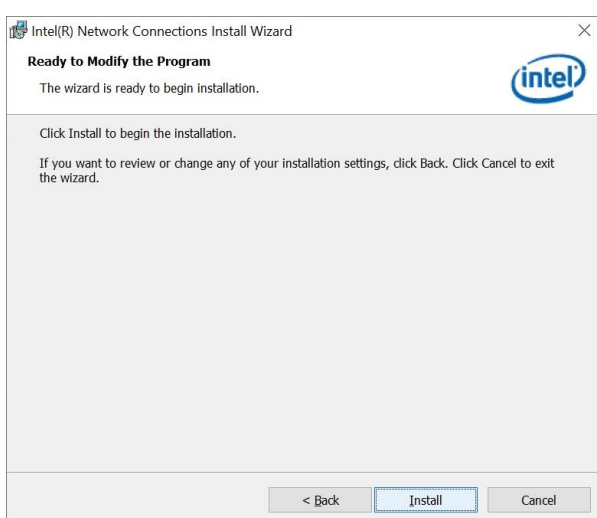 Intel(R) Network Connections Install Wizard
Ready to Modify the Program
The wizard is ready to begin installation.
intel
Click Install to begin the installation.
If you want to review or change any of your installation settings, click Back. Click Cancel to exit
the wizard.
< Back
Install
Cancel